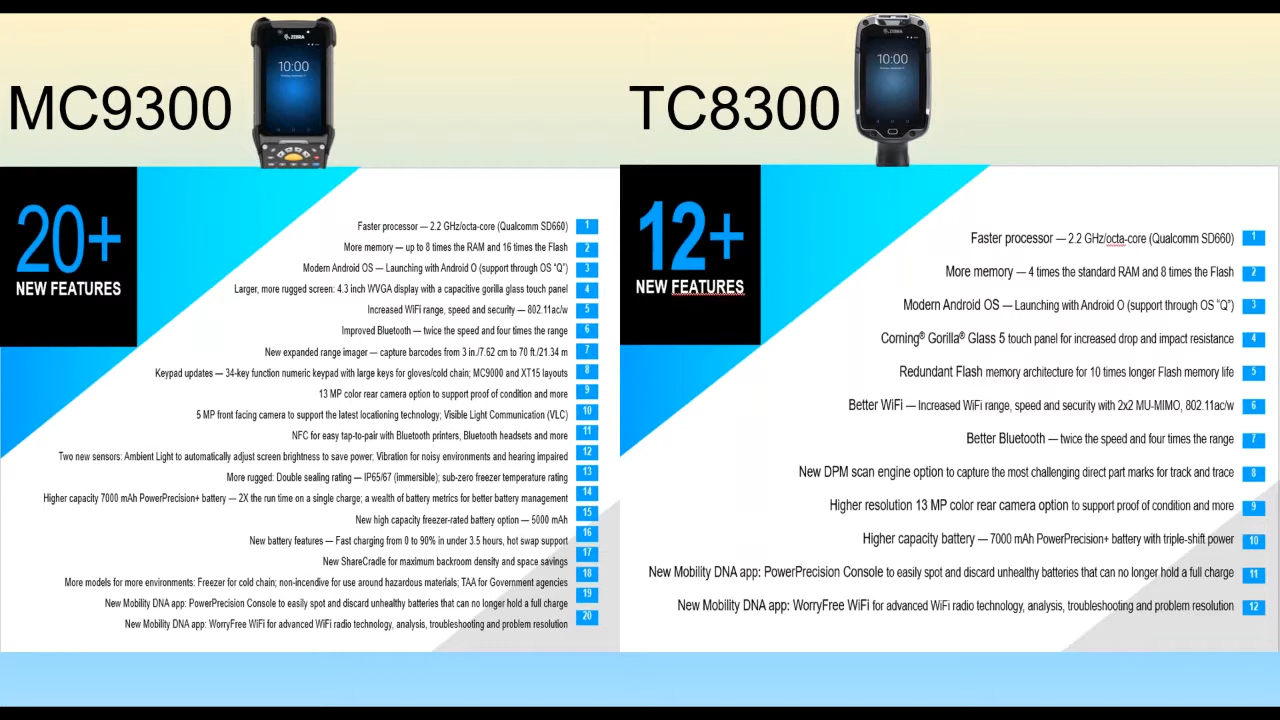 MC9300
ZEBRA
10:00
20+
NEW FEATURES
Faster processor — 2.2 GHz/octa-core (Qualcomm SD660) 1
More memory — up to 8 times the RAM and 16 times the Flash 2
Modern Android OS — Launching with Android O (support through OS “Q”) 3
Larger, more rugged screen: 4.3 inch WVGA display with a capacitive gorilla glass touch panel 4
Increased WiFi range, speed and security — 802.11ac/w 5
Improved Bluetooth — twice the speed and four times the range 6
New expanded range imager — capture barcodes from 3 in./7.62 cm to 70 ft./21.34 m 7
Keypad updates — 34-key function numeric keypad with large keys for gloves/cold chain; MC9000 and XT15 layouts 8
13 MP color rear camera option to support proof of condition and more 9
5 MP front facing camera to support the latest locationing technology; Visible Light Communication (VLC) 10
NFC for easy tap-to-pair with Bluetooth printers, Bluetooth headsets and more 11
Two new sensors: Ambient Light to automatically adjust screen brightness to save power; Vibration for noisy environments and hearing impaired 12
More rugged: Double sealing rating — IP65/67 (immersible); sub-zero freezer temperature rating 13
Higher capacity 7000 mAh PowerPrecision+ battery — 2X the run time on a single charge; a wealth of battery metrics for better battery management 14
New high capacity freezer-rated battery option — 5000 mAh 15
New battery features — Fast charging from 0 to 90% in under 3.5 hours, hot swap support 16
New ShareCradle for maximum backroom density and space savings 17
More models for more environments: Freezer for cold chain; non-incendive for use around hazardous materials; TAA for Government agencies 18
New Mobility DNA app: PowerPrecision Console to easily spot and discard unhealthy batteries that can no longer hold a full charge 19
New Mobility DNA app: WorryFree WiFi for advanced WiFi radio technology, analysis, troubleshooting and problem resolution 20
TC8300
ZEBRA
10:00
12+
NEW FEATURES
Faster processor — 2.2 GHz/octa-core (Qualcomm SD660) 1
More memory — 4 times the standard RAM and 8 times the Flash 2
Modern Android OS — Launching with Android O (support through OS “Q”) 3
Corning® Gorilla® Glass 5 touch panel for increased drop and impact resistance 4
Redundant Flash memory architecture for 10 times longer Flash memory life 5
Better WiFi — Increased WiFi range, speed and security with 2x2 MU-MIMO, 802.11ac/w 6
Better Bluetooth — twice the speed and four times the range 7
New DPM scan engine option to capture the most challenging direct part marks for track and trace 8
Higher resolution 13 MP color rear camera option to support proof of condition and more 9
Higher capacity battery — 7000 mAh PowerPrecision+ battery with triple-shift power 10
New Mobility DNA app: PowerPrecision Console to easily spot and discard unhealthy batteries that can no longer hold a full charge 11
New Mobility DNA app: WorryFree WiFi for advanced WiFi radio technology, analysis, troubleshooting and problem resolution 12